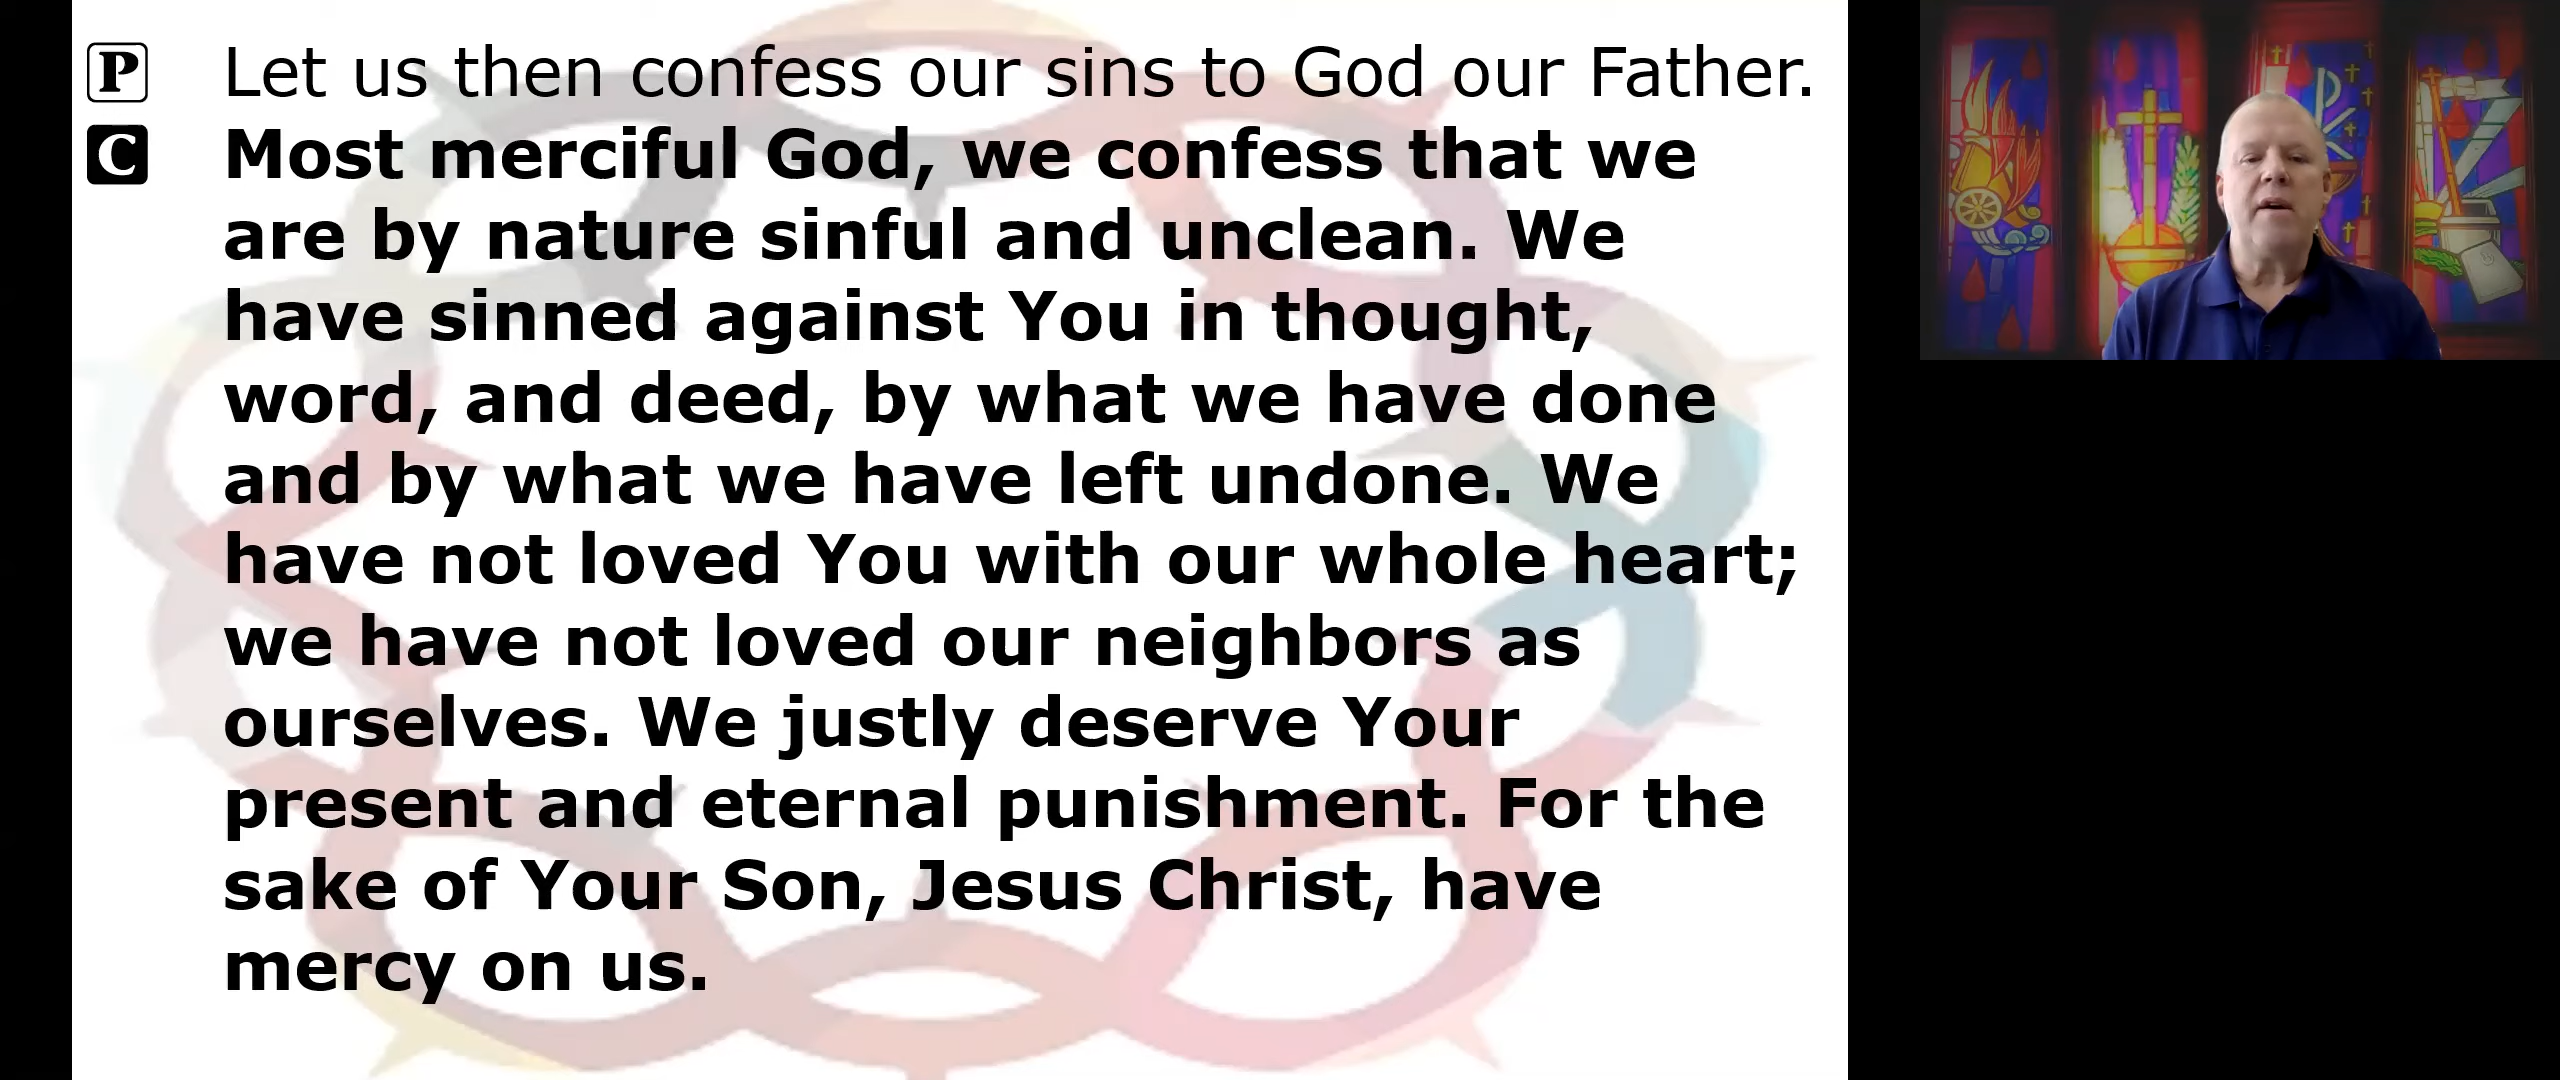 P Let us then confess our sins to God our Father.
C Most merciful God, we confess that we
are by nature sinful and unclean. We
have sinned against You in thought,
word, and deed, by what we have done
and by what we have left undone. We
have not loved You with our whole heart;
we have not loved our neighbors as
ourselves. We justly deserve Your
present and eternal punishment. For the
sake of Your Son, Jesus Christ, have
mercy on us.